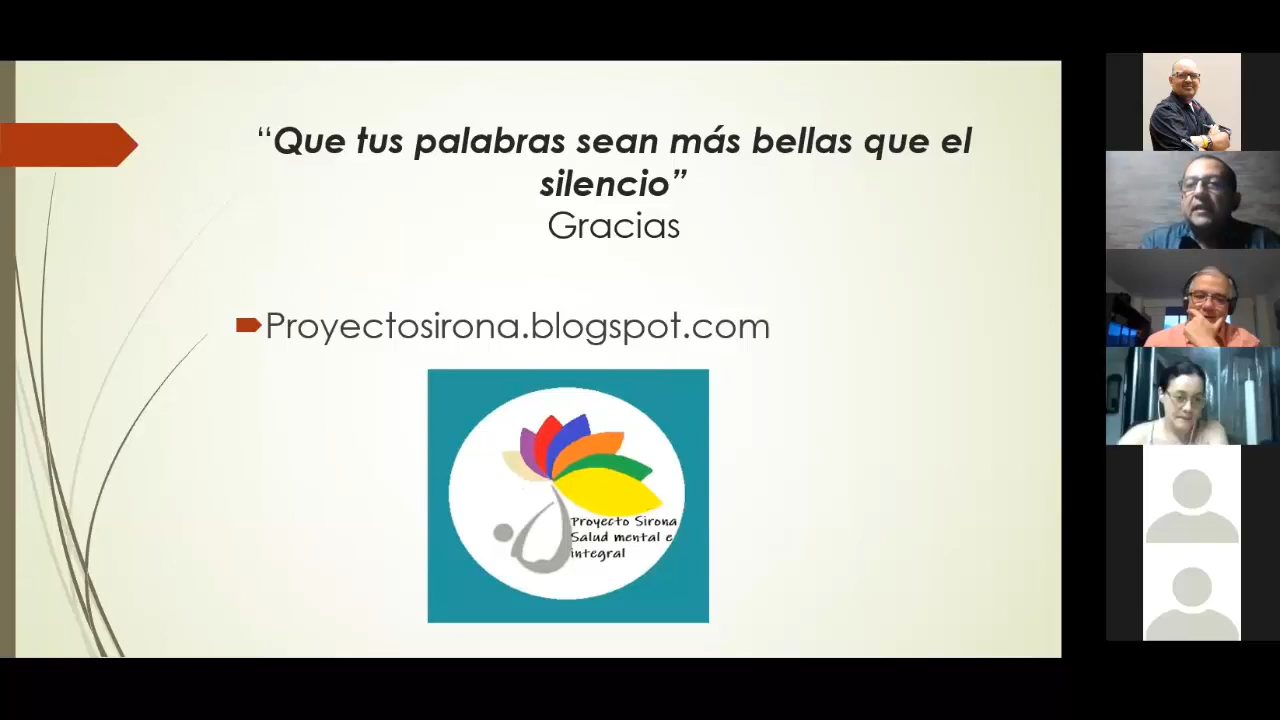 “Que tus palabras sean más bellas que el
silencio”
Gracias
Proyectosirona.blogspot.com
Proyecto Sirona
Salud mental e
integral